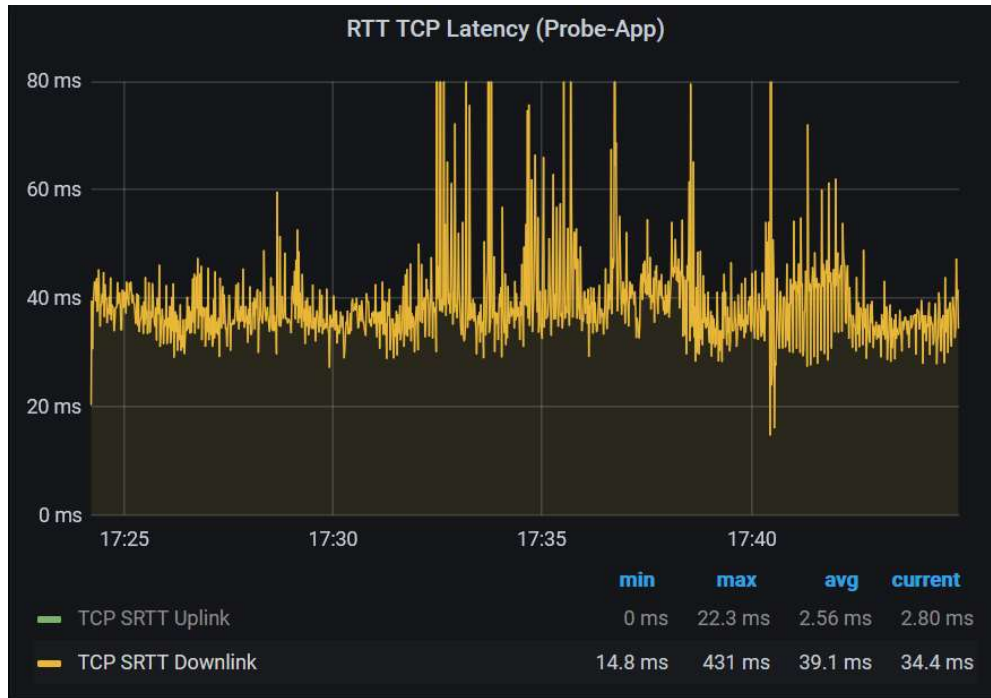 RTT TCP Latency (Probe-App)
80 ms
60 ms
40 ms
20 ms
0 ms
17:25 17:30 17:35 17:40
min max avg current
TCP SRTT Uplink 0 ms 22.3 ms 2.56 ms 2.80 ms
TCP SRTT Downlink 14.8 ms 431 ms 39.1 ms 34.4 ms